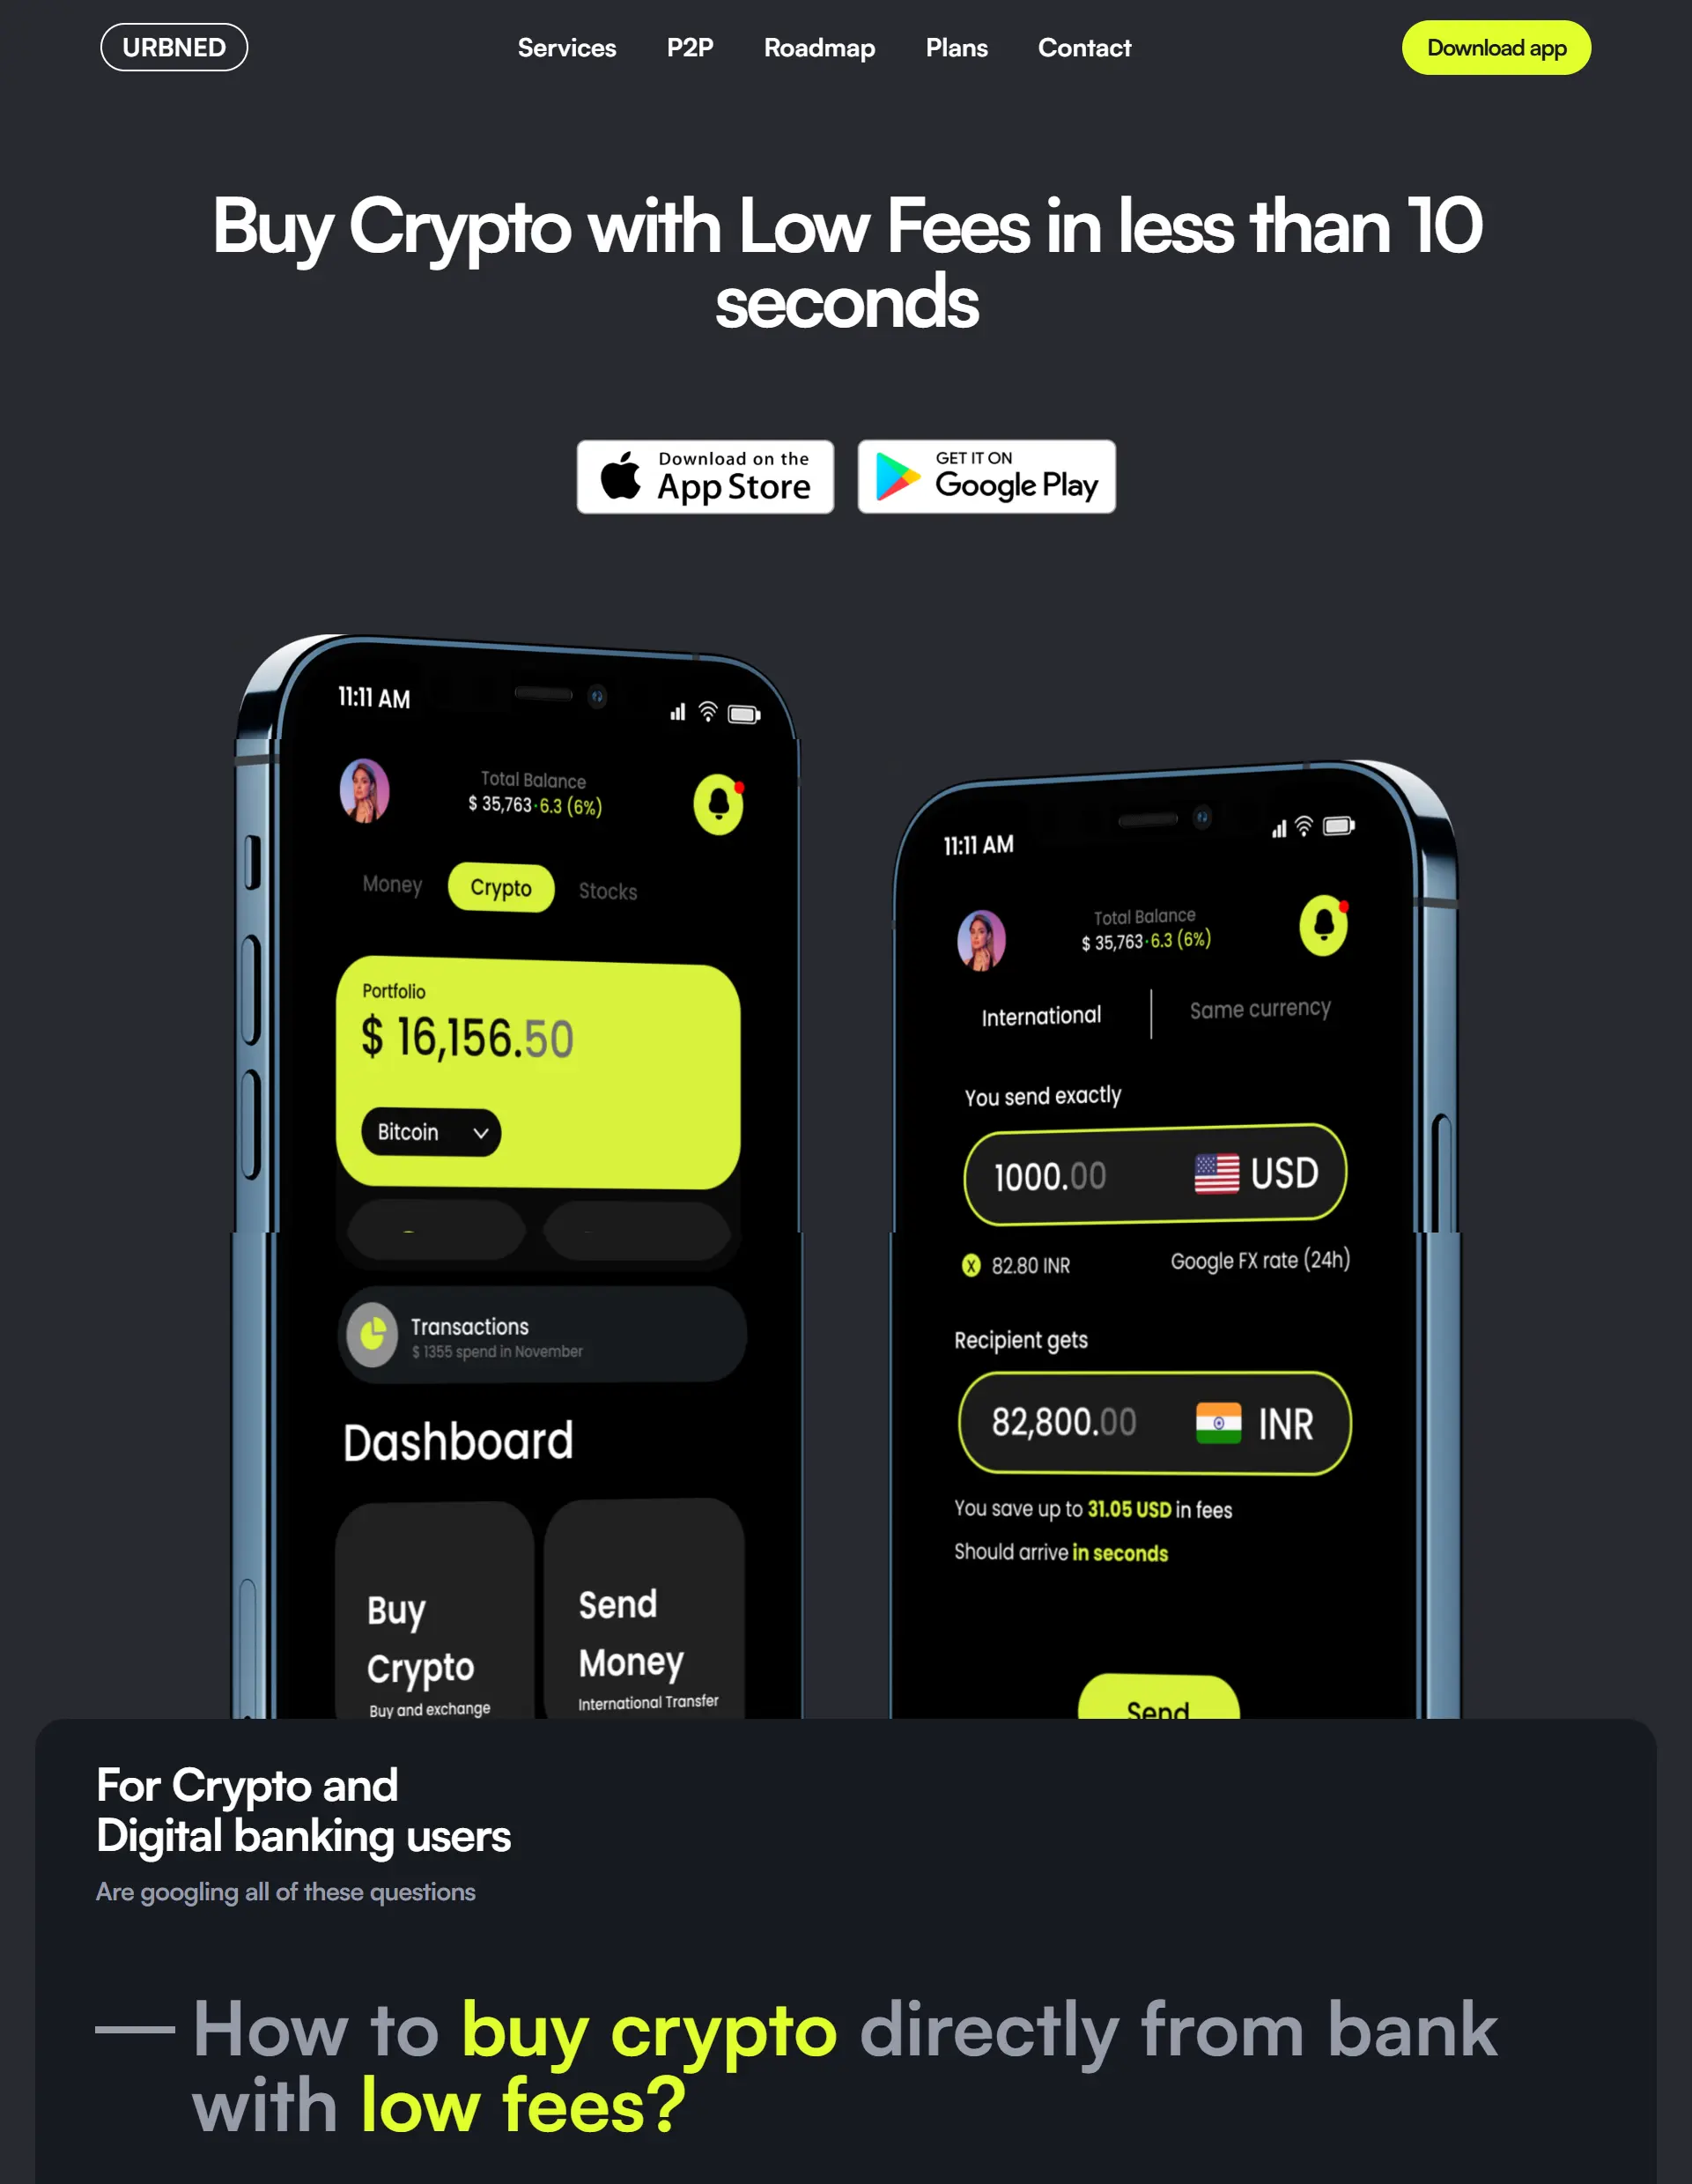 URBNED
Services
P2P
Roadmap
Plans
Contact
Download app
Buy Crypto with Low Fees in less than 10
seconds
Download on the
App Store
GET IT ON
Google Play
11:11 AM
Total Balance
$ 35,763·6.3 (6%)
Money
Crypto
Stocks
Portfolio
$ 16,156.50
Bitcoin
Transactions
$ 1355 spend in November
Dashboard
Buy
Crypto
Buy and exchange
Send
Money
International Transfer
11:11 AM
Total Balance
$ 35,763·6.3 (6%)
International
Same currency
You send exactly
1000.00
USD
X 82.80 INR
Google FX rate (24h)
Recipient gets
82,800.00
INR
You save up to 31.05 USD in fees
Should arrive in seconds
Send
For Crypto and
Digital banking users
Are googling all of these questions
— How to buy crypto directly from bank
with low fees?